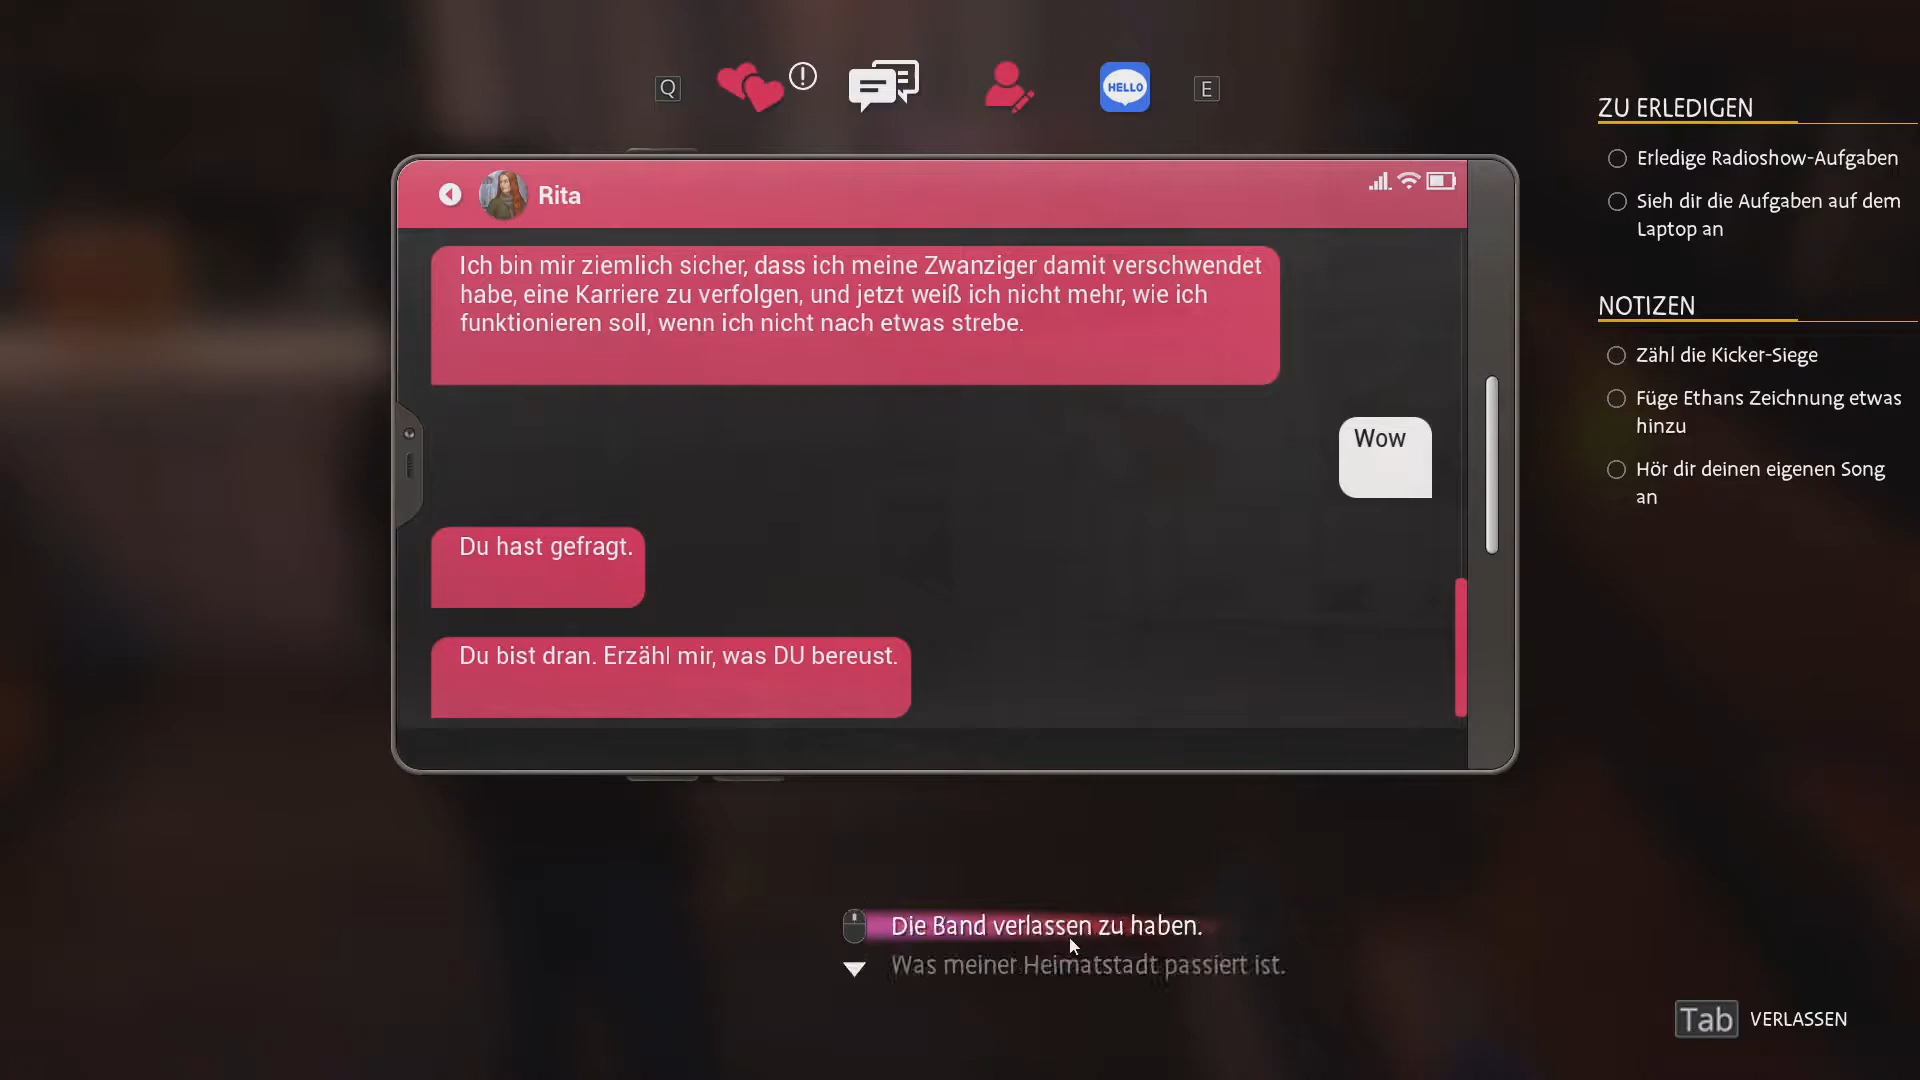 Q
HELLO
E
Rita
Ich bin mir ziemlich sicher, dass ich meine Zwanziger damit verschwendet
habe, eine Karriere zu verfolgen, und jetzt weiß ich nicht mehr, wie ich
funktionieren soll, wenn ich nicht nach etwas strebe.
Wow
Du hast gefragt.
Du bist dran. Erzähl mir, was DU bereust.
Die Band verlassen zu haben.
Was meiner Heimatstadt passiert ist.
ZU ERLEDIGEN
Erledige Radioshow-Aufgaben
Sieh dir die Aufgaben auf dem
Laptop an
NOTIZEN
Zähl die Kicker-Siege
Füge Ethans Zeichnung etwas
hinzu
Hör dir deinen eigenen Song
an
Tab VERLASSEN